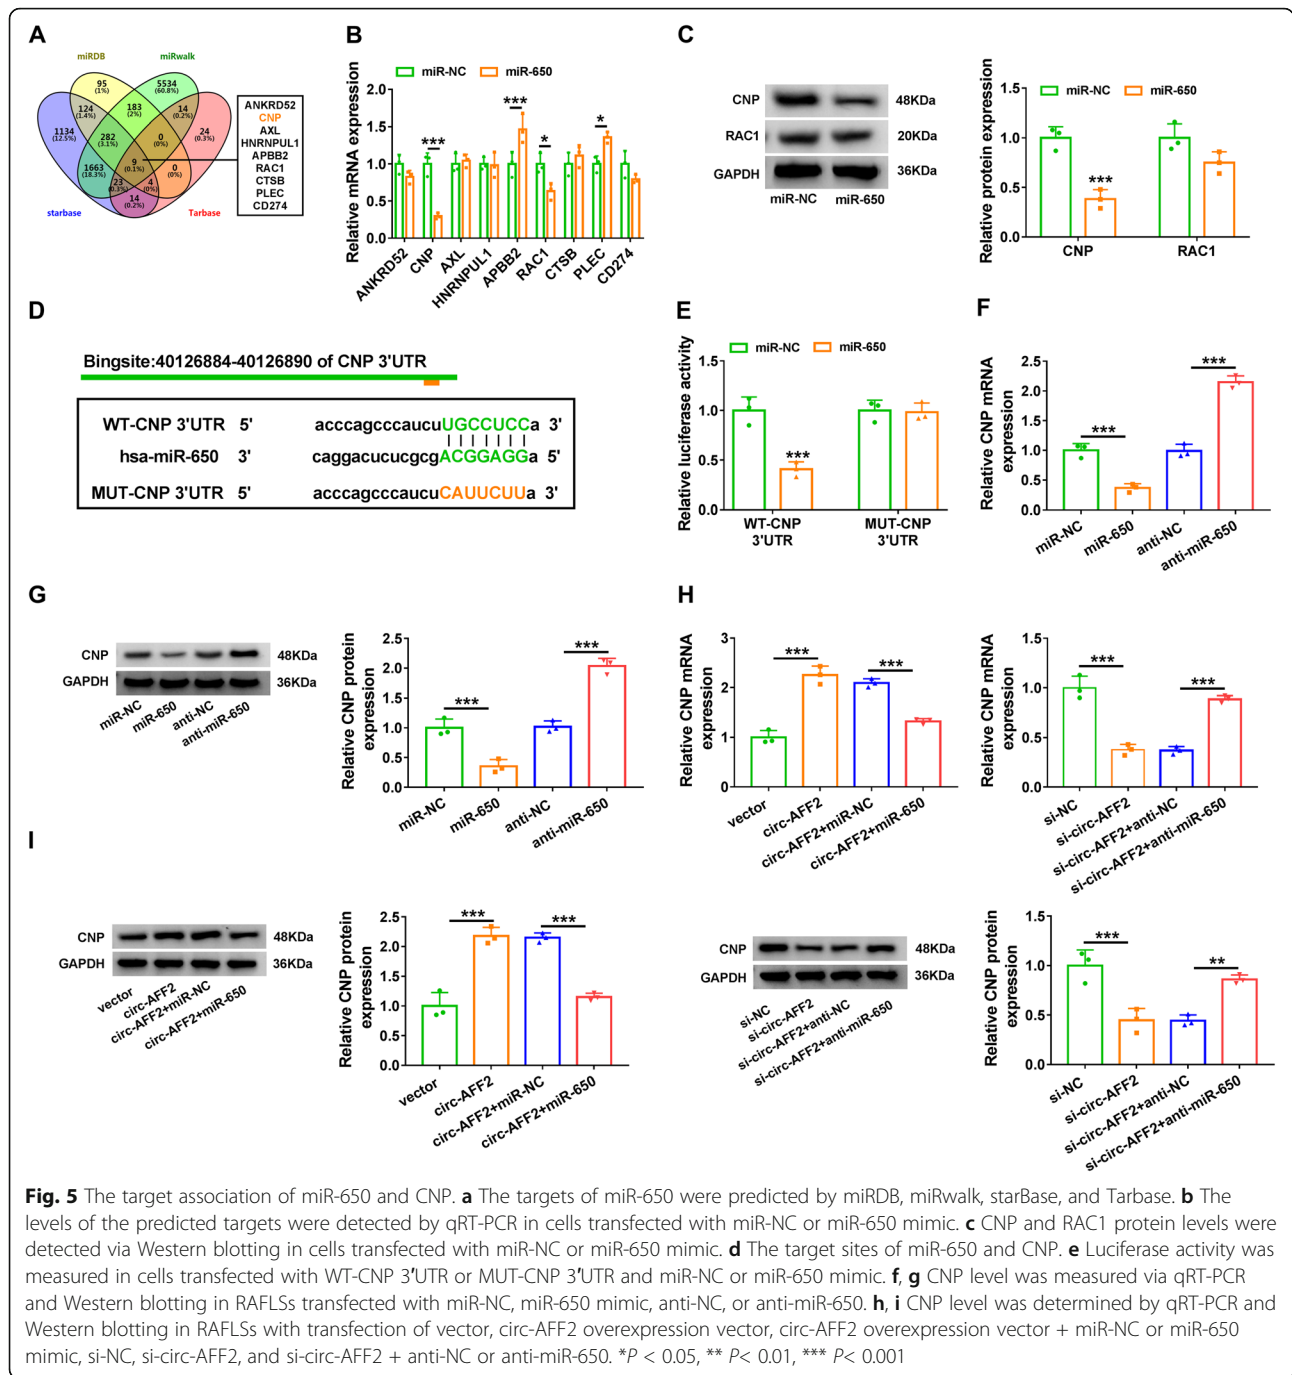 A
miRDB
miRwalk
95
(1%)
5534
(60.8%)
124
(1.4%)
183
(2%)
14
(0.2%)
1134
(12.5%)
282
(3.1%)
0
(0%)
24
(0.3%)
9
(0.1%)
1663
(18.3%)
0
(0%)
23
(0.3%)
4
(0%)
14
(0.2%)
starbase
Tarbase
ANKRD52
CNP
AXL
HNRNPUL1
APBB2
RAC1
CTSB
PLEC
CD274
B
miR-NC miR-650
Relative mRNA expression
2.0
1.5
1.0
0.5
0.0
*** *** * *
ANKRD52 CNP AXL HNRNPUL1 APBB2 RAC1 CTSB PLEC CD274
C
CNP 48KDa
RAC1 20KDa
GAPDH 36KDa
miR-NC miR-650
miR-NC miR-650
Relative protein expression
1.5
1.0
0.5
0.0
***
CNP RAC1
D
Bingsite:40126884-40126890 of CNP 3'UTR
WT-CNP 3'UTR 5' acccagcccaucuUGCCUCCa 3'
hsa-miR-650 3' caggacucucgcgACGGAGGa 5'
MUT-CNP 3'UTR 5' acccagcccaucuCAUUCUUa 3'
E
miR-NC miR-650
Relative luciferase activity
1.5
1.0
0.5
0.0
***
WT-CNP 3'UTR
MUT-CNP 3'UTR
F
Relative CNP mRNA expression
2.5
2.0
1.5
1.0
0.5
0.0
*** ***
miR-NC miR-650 anti-NC anti-miR-650
G
CNP 48KDa
GAPDH 36KDa
miR-NC miR-650 anti-NC anti-miR-650
Relative CNP protein expression
2.5
2.0
1.5
1.0
0.5
0.0
*** ***
miR-NC miR-650 anti-NC anti-miR-650
H
Relative CNP mRNA expression
3
2
1
0
*** ***
vector circ-AFF2 circ-AFF2+miR-NC circ-AFF2+miR-650
Relative CNP mRNA expression
1.5
1.0
0.5
0.0
*** ***
si-NC si-circ-AFF2 si-circ-AFF2+anti-NC si-circ-AFF2+anti-miR-650
I
CNP 48KDa
GAPDH 36KDa
vector circ-AFF2 circ-AFF2+miR-NC circ-AFF2+miR-650
Relative CNP protein expression
2.5
2.0
1.5
1.0
0.5
0.0
*** ***
vector circ-AFF2 circ-AFF2+miR-NC circ-AFF2+miR-650
CNP 48KDa
GAPDH 36KDa
si-NC si-circ-AFF2 si-circ-AFF2+anti-NC si-circ-AFF2+anti-miR-650
Relative CNP protein expression
1.5
1.0
0.5
0.0
*** **
si-NC si-circ-AFF2 si-circ-AFF2+anti-NC si-circ-AFF2+anti-miR-650
Fig. 5 The target association of miR-650 and CNP. a The targets of miR-650 were predicted by miRDB, miRwalk, starBase, and Tarbase. b The
levels of the predicted targets were detected by qRT-PCR in cells transfected with miR-NC or miR-650 mimic. c CNP and RAC1 protein levels were
detected via Western blotting in cells transfected with miR-NC or miR-650 mimic. d The target sites of miR-650 and CNP. e Luciferase activity was
measured in cells transfected with WT-CNP 3′UTR or MUT-CNP 3′UTR and miR-NC or miR-650 mimic. f, g CNP level was measured via qRT-PCR
and Western blotting in RAFLSs transfected with miR-NC, miR-650 mimic, anti-NC, or anti-miR-650. h, i CNP level was determined by qRT-PCR and
Western blotting in RAFLSs with transfection of vector, circ-AFF2 overexpression vector, circ-AFF2 overexpression vector + miR-NC or miR-650
mimic, si-NC, si-circ-AFF2, and si-circ-AFF2 + anti-NC or anti-miR-650. *P < 0.05, ** P< 0.01, *** P< 0.001